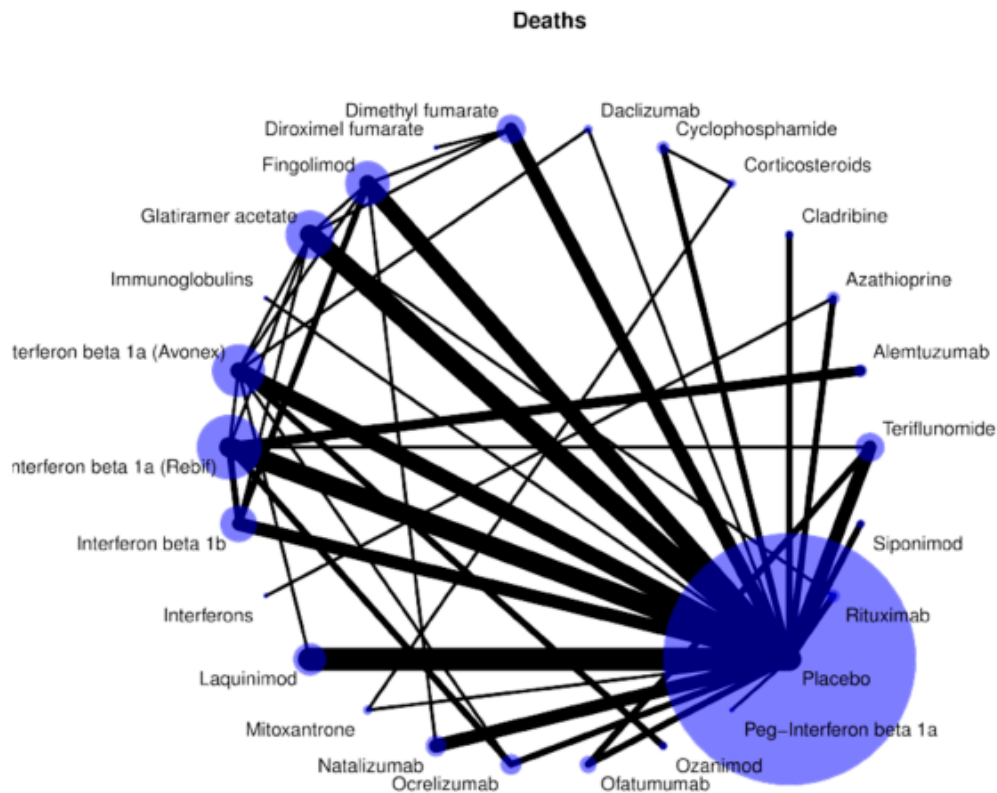 Deaths
Dimethyl fumarate
Daclizumab
Diroximel fumarate
Cyclophosphamide
Fingolimod
Corticosteroids
Glatiramer acetate
Cladribine
Immunoglobulins
Azathioprine
terferon beta 1a (Avonex)
Alemtuzumab
Teriflunomide
nterferon beta 1a (Rebif)
Interferon beta 1b
Siponimod
Interferons
Rituximab
Laquinimod
Placebo
Mitoxantrone
Peg-Interferon beta 1a
Natalizumab
Ozanimod
Ocrelizumab
Ofatumumab